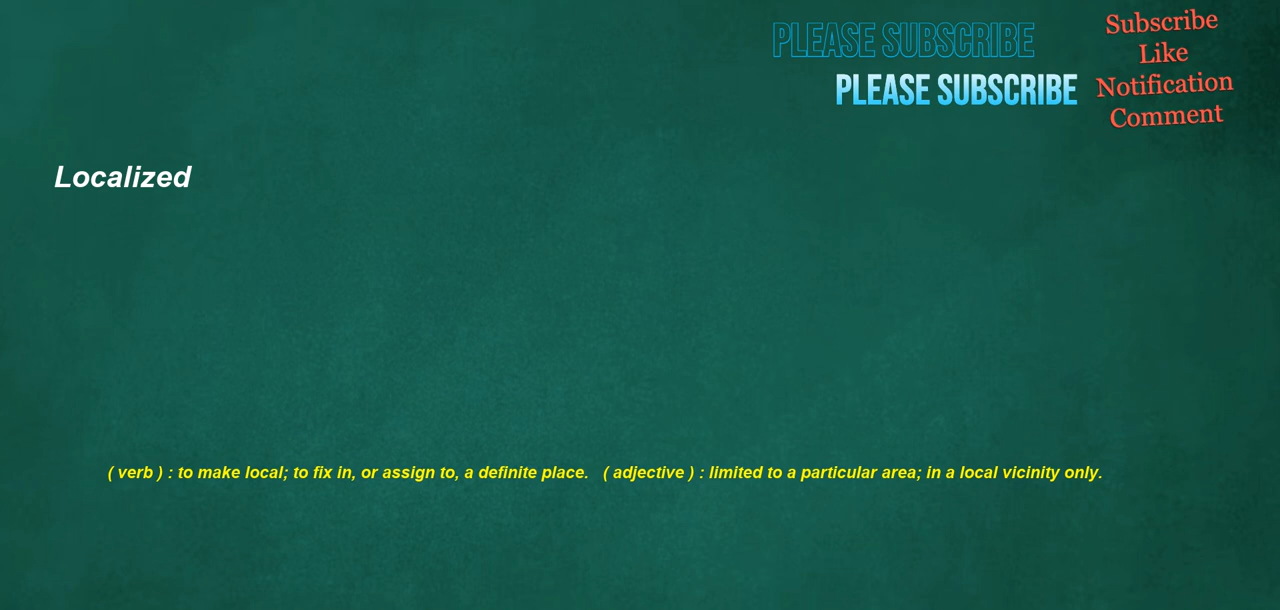 PLEASE SUBSCRIBE
PLEASE SUBSCRIBE
Subscribe
Like
Notification
Comment
Localized
( verb ) : to make local; to fix in, or assign to, a definite place.   ( adjective ) : limited to a particular area; in a local vicinity only.